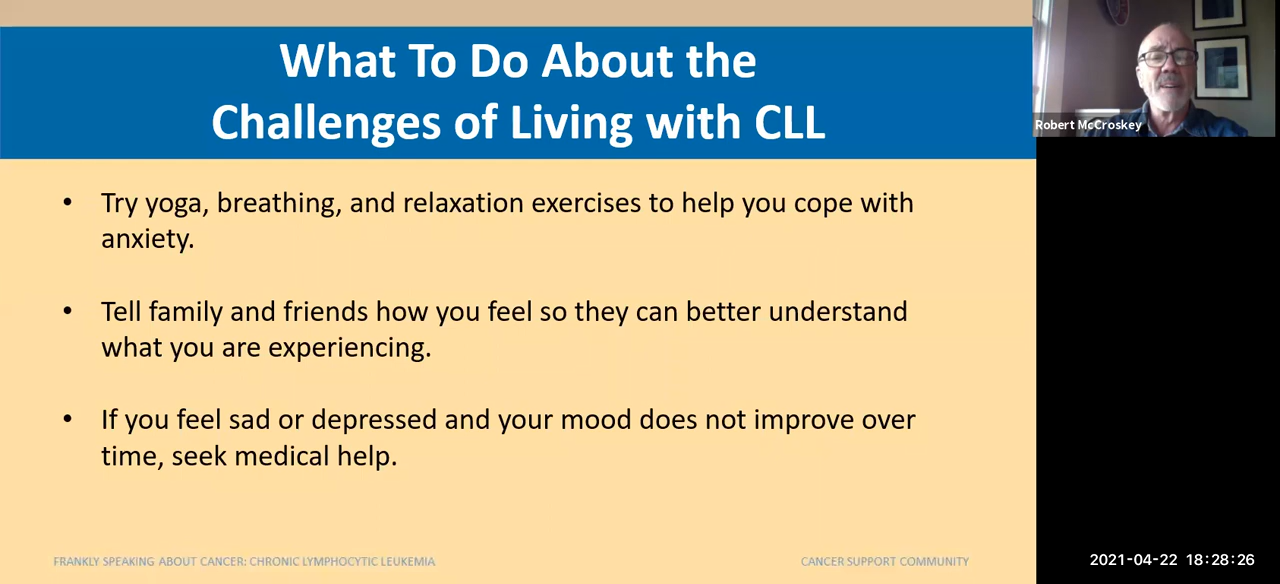 What To Do About the
Challenges of Living with CLL
Robert McCroskey
• Try yoga, breathing, and relaxation exercises to help you cope with
anxiety.
• Tell family and friends how you feel so they can better understand
what you are experiencing.
• If you feel sad or depressed and your mood does not improve over
time, seek medical help.
FRANKLY SPEAKING ABOUT CANCER: CHRONIC LYMPHOCYTIC LEUKEMIA
CANCER SUPPORT COMMUNITY
2021-04-22 18:28:26